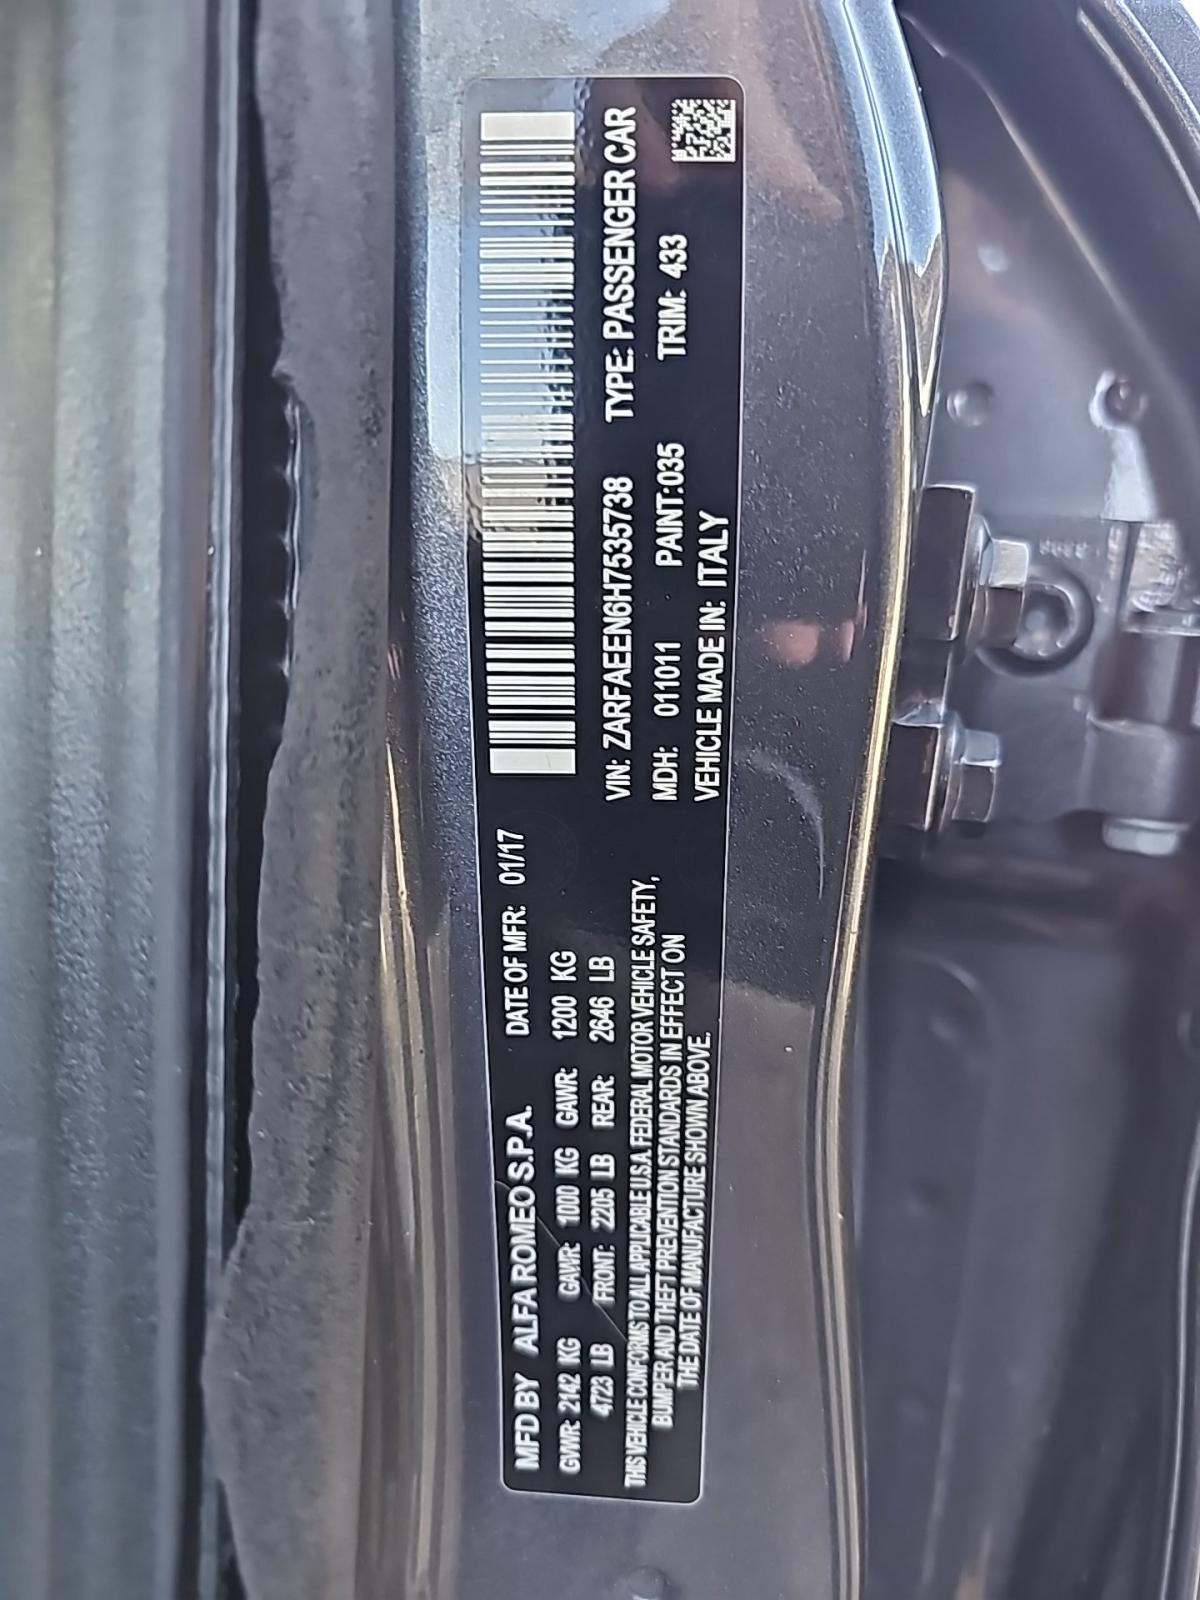 MFD BY ALFA ROMEO S.P.A. DATE OF MFR: 01/17
GVWR: 2142 KG GAWR: 1000 KG GAWR: 1200 KG
4723 LB FRONT: 2205 LB REAR: 2646 LB
THIS VEHICLE CONFORMS TO ALL APPLICABLE U.S.A. FEDERAL MOTOR VEHICLE SAFETY,
BUMPER AND THEFT PREVENTION STANDARDS IN EFFECT ON
THE DATE OF MANUFACTURE SHOWN ABOVE.
VIN: ZARFAEEN6H7535738 TYPE: PASSENGER CAR
MDH: 011011 PAINT:035 TRIM: 433
VEHICLE MADE IN: ITALY